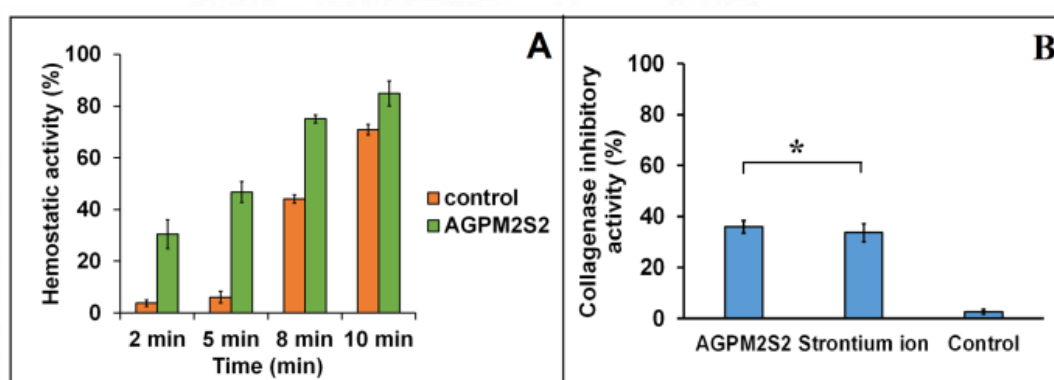 A
Hemostatic activity (%)
100
80
60
40
20
0
2 min 5 min 8 min 10 min
Time (min)
control
AGPM2S2
B
Collagenase inhibitory
activity (%)
100
80
60
40
20
0
*
AGPM2S2 Strontium ion Control